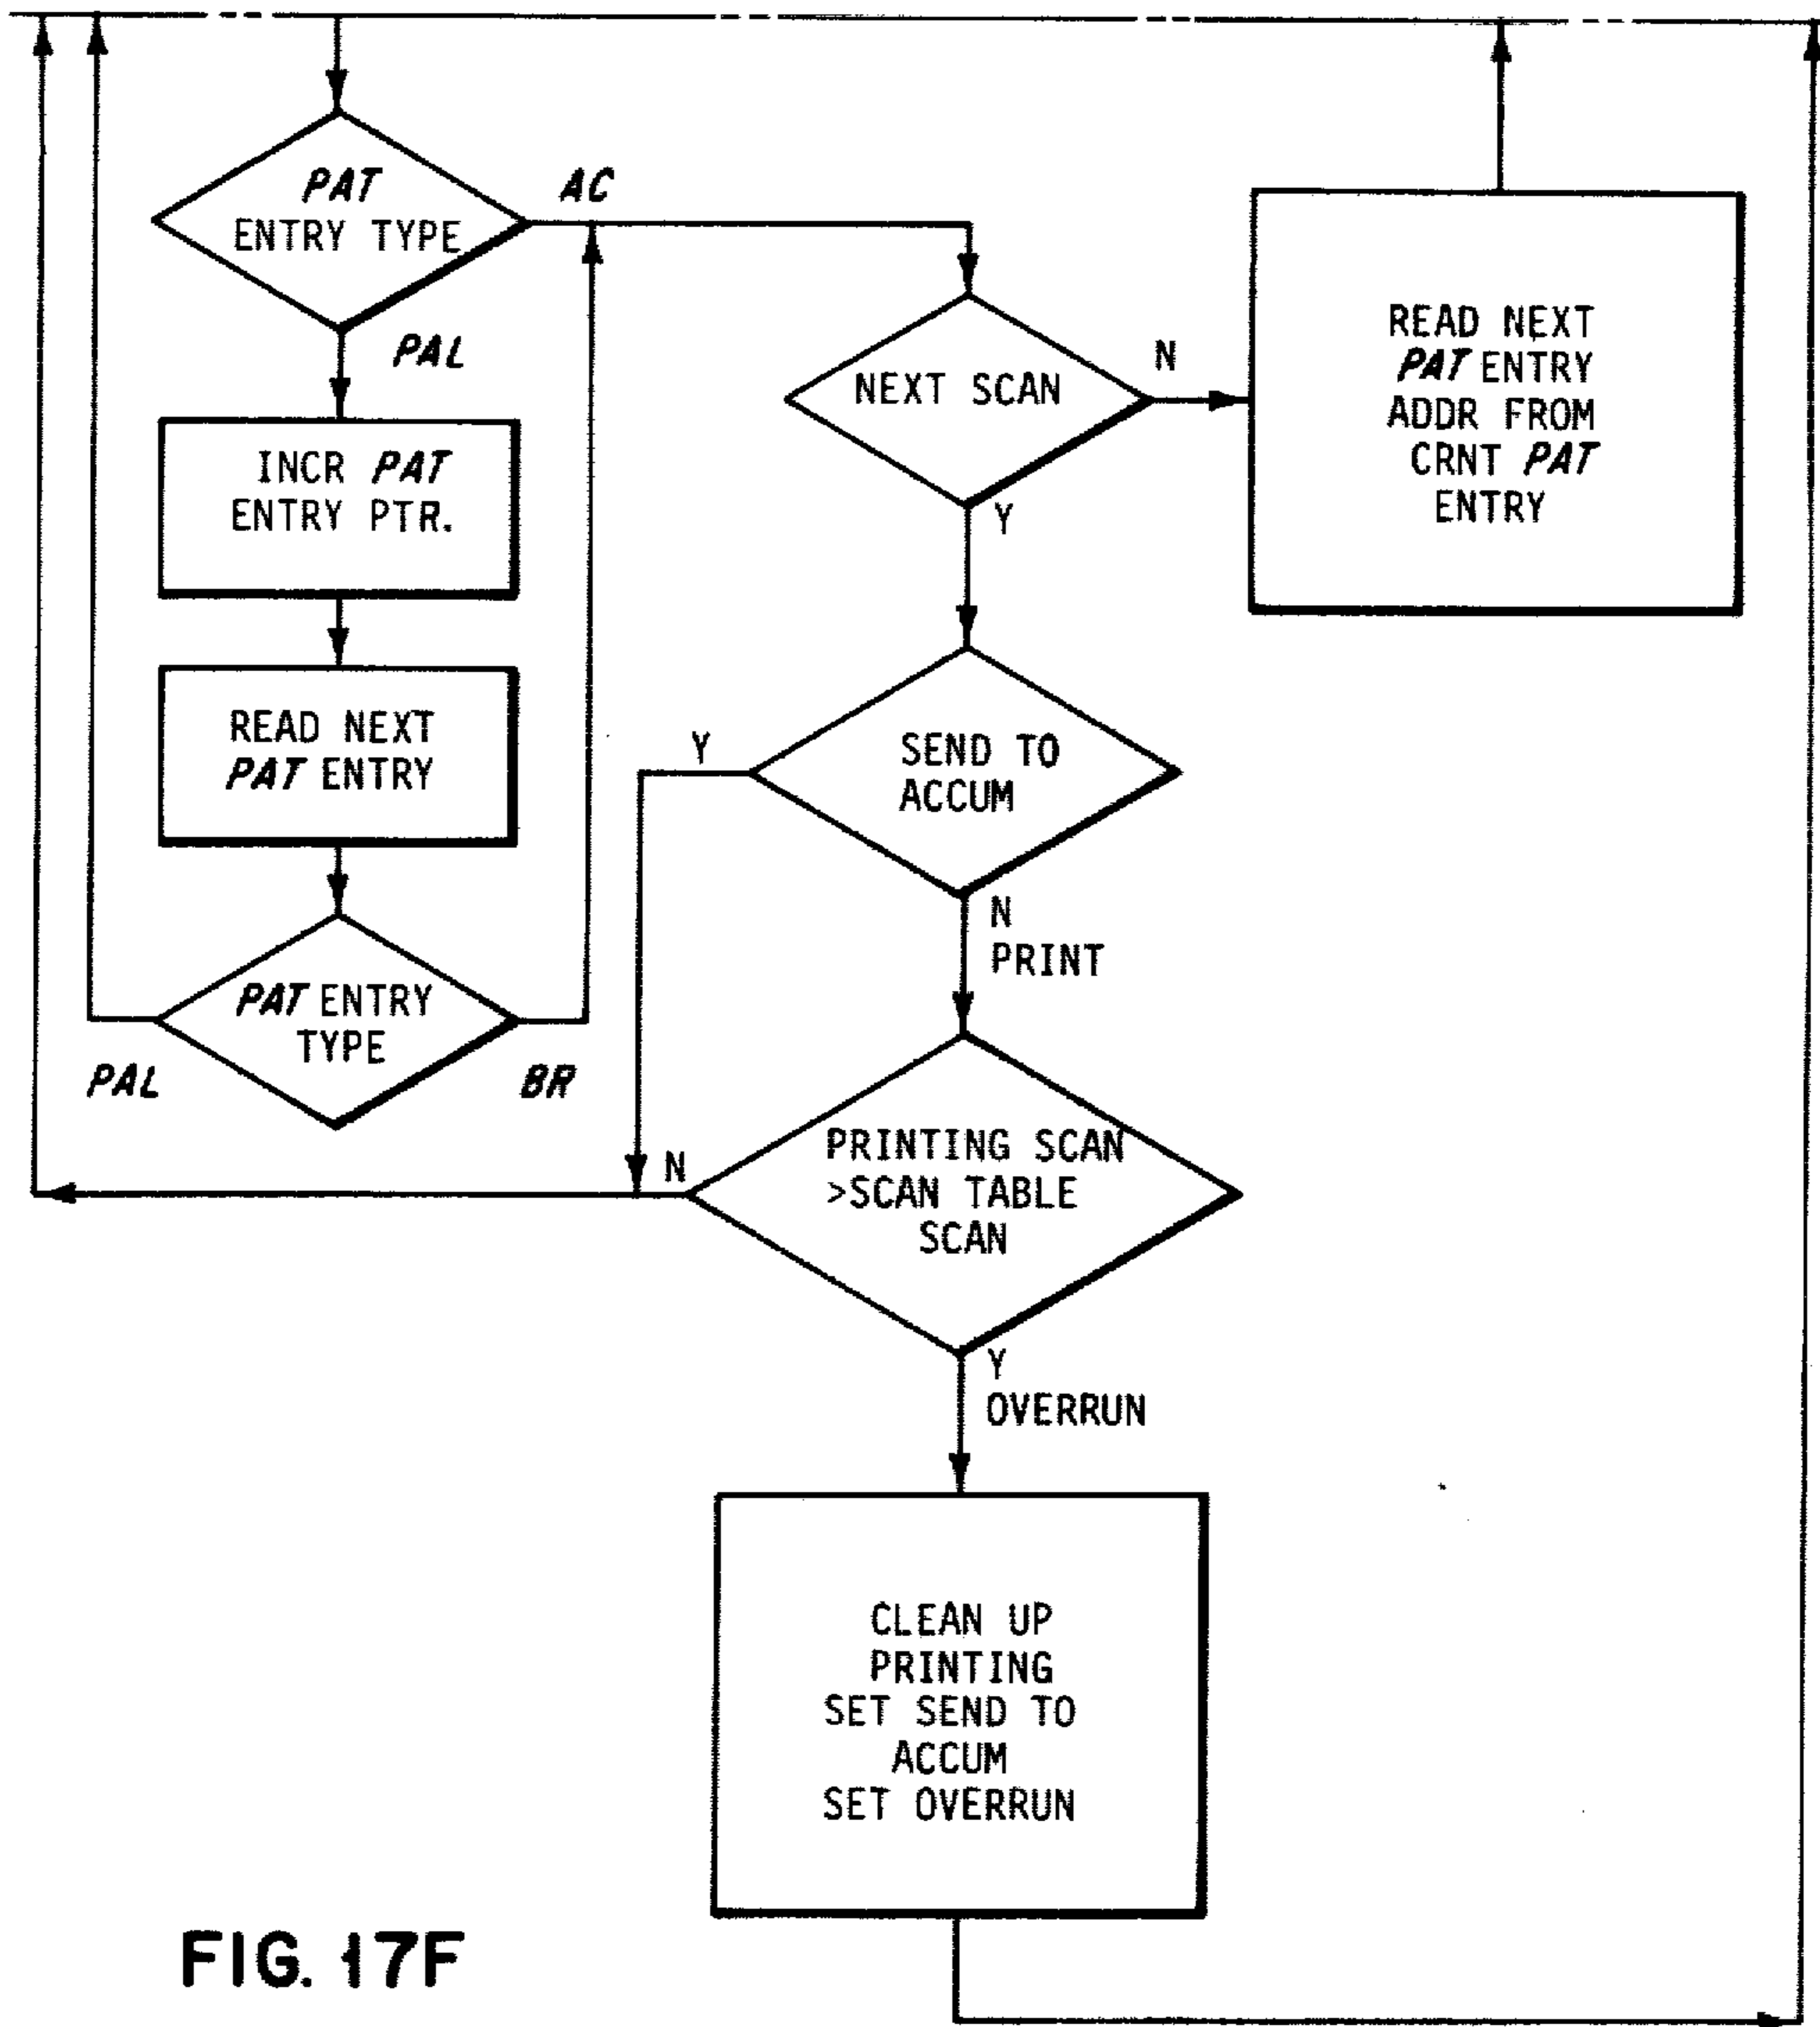 PAT
ENTRY TYPE
AC
PAL
INCR PAT
ENTRY PTR.
READ NEXT
PAT ENTRY
PAT ENTRY
TYPE
PAL
BR
NEXT SCAN
N
Y
READ NEXT
PAT ENTRY
ADDR FROM
CRNT PAT
ENTRY
SEND TO
ACCUM
Y
N
PRINT
PRINTING SCAN
>SCAN TABLE
SCAN
N
Y
OVERRUN
CLEAN UP
PRINTING
SET SEND TO
ACCUM
SET OVERRUN
FIG. 17F